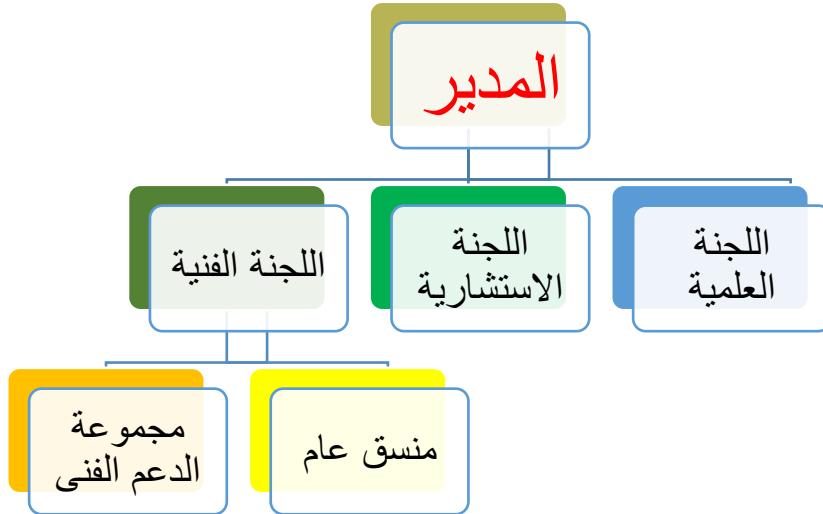 المدير
اللجنة
العلمية
اللجنة
الاستشارية
اللجنة الفنية
منسق عام
مجموعة
الدعم الفنى